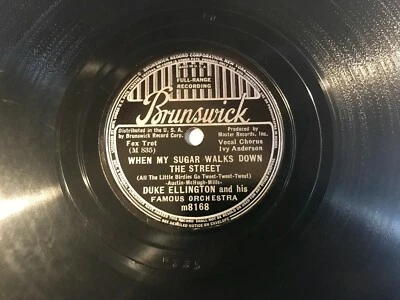 FULL-RANGE
RECORDING
Brunswick
Distributed in the U. S. A.
by Brunswick Record Corp.
Produced by
Master Records, Inc.
Fox Trot
(M 835)
Vocal Chorus
Ivy Anderson
WHEN MY SUGAR WALKS DOWN
THE STREET
(All The Little Birdies Go Tweet-Tweet-Tweet)
-Austin-McHugh-Mills-
DUKE ELLINGTON and his
FAMOUS ORCHESTRA
m8168